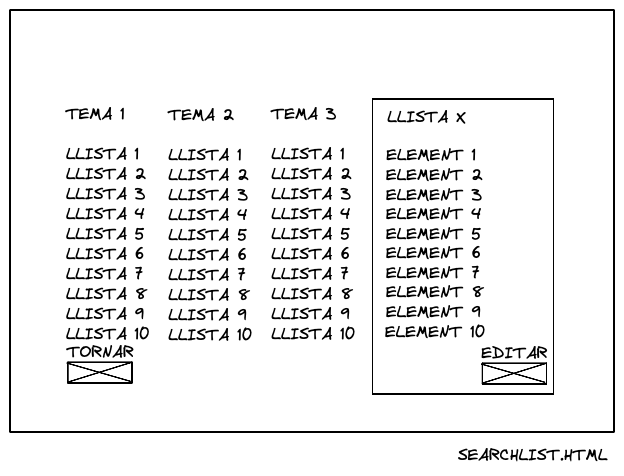 TEMA 1
LLISTA 1
LLISTA 2
LLISTA 3
LLISTA 4
LLISTA 5
LLISTA 6
LLISTA 7
LLISTA 8
LLISTA 9
LLISTA 10
TORNAR
TEMA 2
LLISTA 1
LLISTA 2
LLISTA 3
LLISTA 4
LLISTA 5
LLISTA 6
LLISTA 7
LLISTA 8
LLISTA 9
LLISTA 10
TEMA 3
LLISTA 1
LLISTA 2
LLISTA 3
LLISTA 4
LLISTA 5
LLISTA 6
LLISTA 7
LLISTA 8
LLISTA 9
LLISTA 10
LLISTA X
ELEMENT 1
ELEMENT 2
ELEMENT 3
ELEMENT 4
ELEMENT 5
ELEMENT 6
ELEMENT 7
ELEMENT 8
ELEMENT 9
ELEMENT 10
EDITAR
SEARCHLIST.HTML